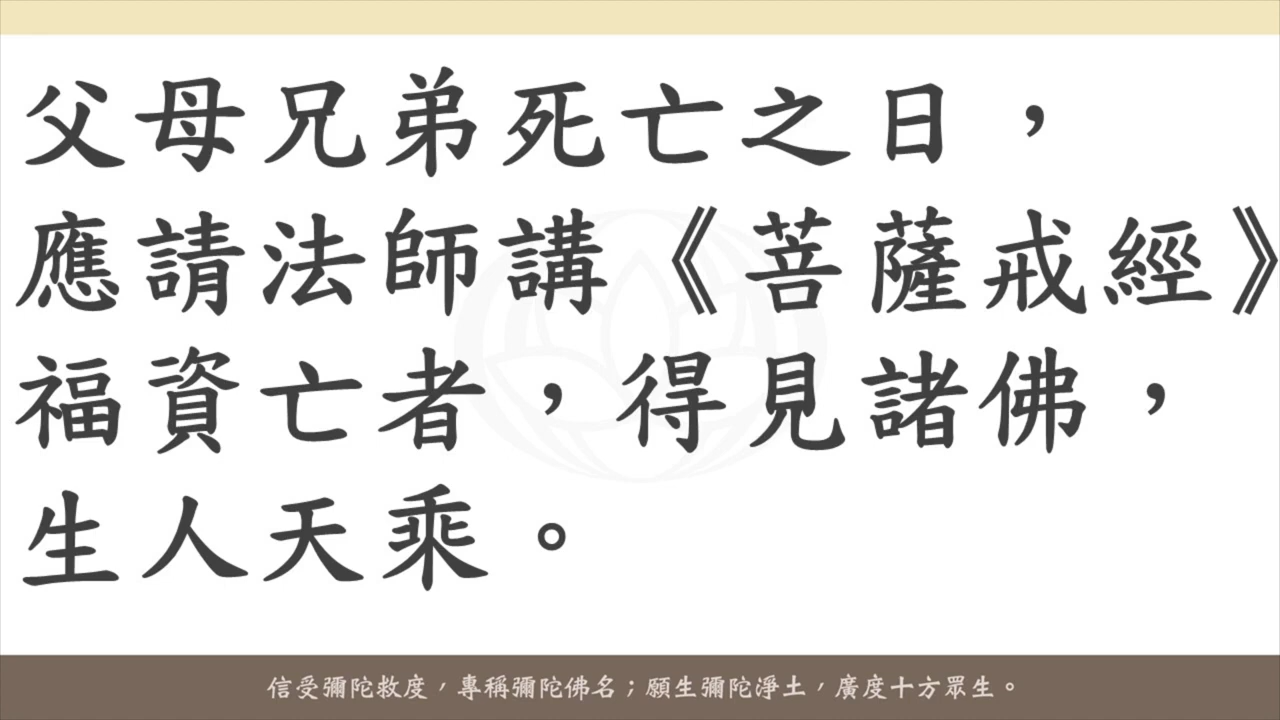 父母兄弟死亡之日，
應請法師講《菩薩戒經》
福資亡者，得見諸佛，
生人天乘。
信受彌陀救度，專稱彌陀佛名；願生彌陀淨土，廣度十方眾生。